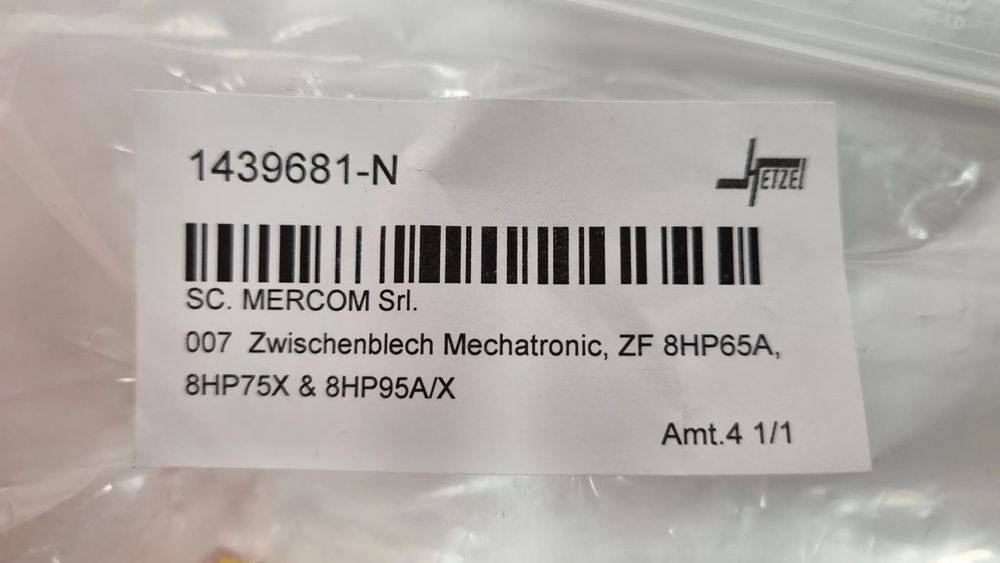 1439681-N
HETZEL
SC. MERCOM Srl.
007 Zwischenblech Mechatronic, ZF 8HP65A,
8HP75X & 8HP95A/X
Amt.4 1/1